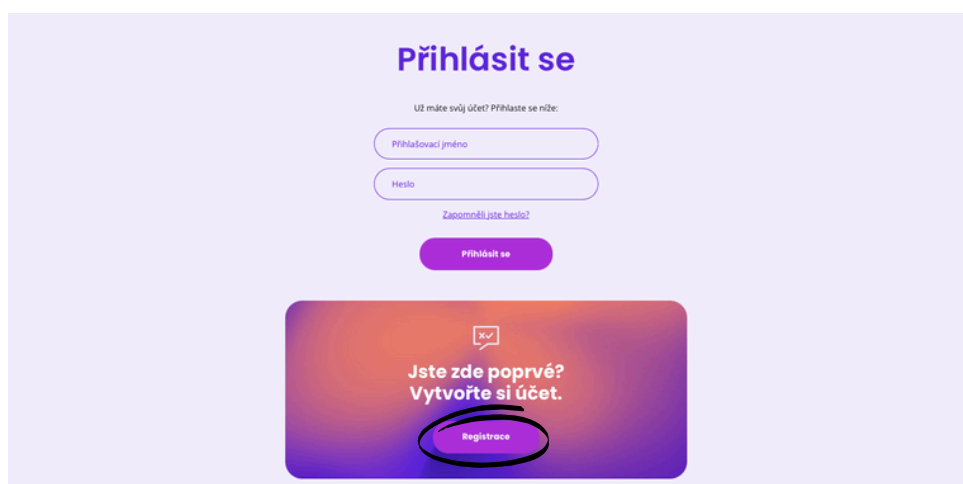 Přihlásit se
Už máte svůj účet? Přihlaste se níže:
Přihlašovací jméno
Heslo
Zapomněli jste heslo?
Přihlásit se
Jste zde poprvé?
Vytvořte si účet.
Registrace